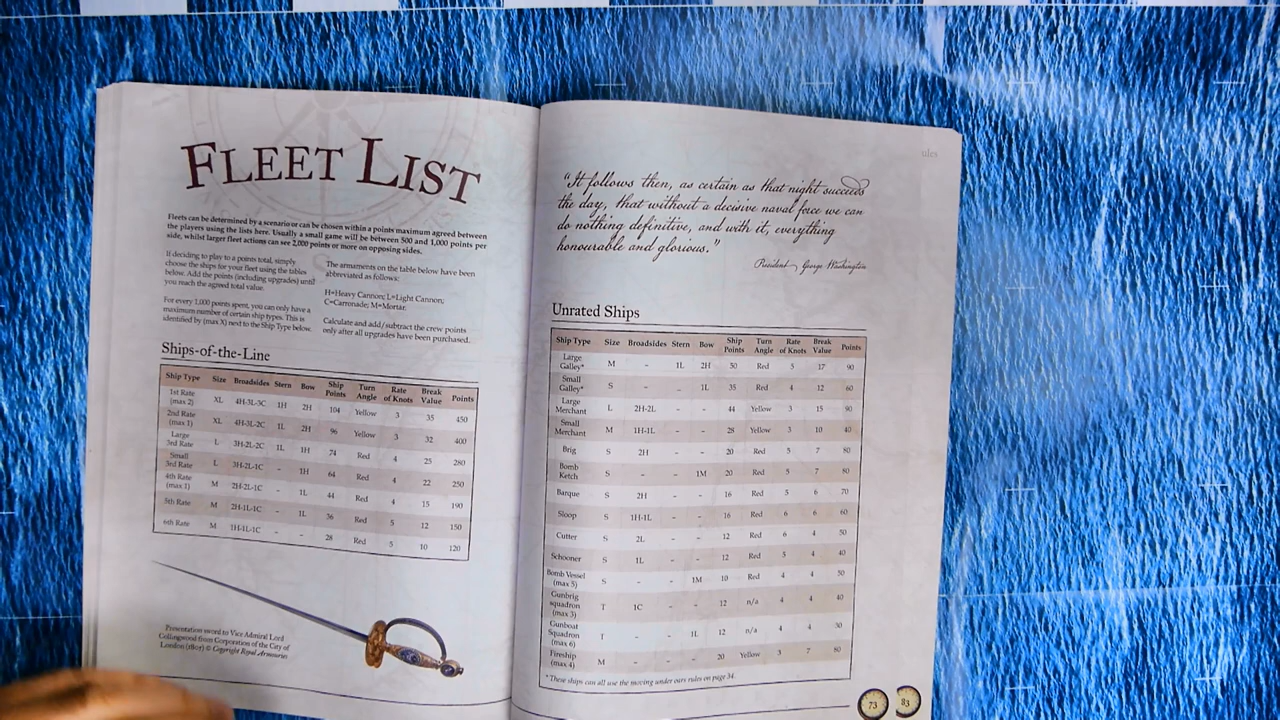 FLEET LIST
Fleets can be determined by a scenario or can be chosen within a points maximum agreed between
the players using the lists here. Usually a small game will be between 500 and 1,000 points per
side, whilst larger fleet actions can see 2,000 points or more on opposing sides.
If deciding to play to a points total, simply
choose the ships for your fleet using the tables
below. Add the points (including upgrades) until
you reach the agreed total value.
For every 1,000 points spent, you can only have a
maximum number of certain ship types. This is
identified by (max X) next to the Ship Type below.
The armaments on the table below have been
abbreviated as follows:
H=Heavy Cannon; L=Light Cannon;
C=Carronade; M=Mortar.
Calculate and add/subtract the crew points
only after all upgrades have been purchased.
Ships-of-the-Line
Ship Type Size Broadsides Stern Bow Ship Points Turn Angle Rate of Knots Break Value Points
1st Rate (max 2) XL 4H-3L-3C 1H 2H 104 Yellow 3 35 450
2nd Rate (max 1) XL 4H-3L-2C 1L 2H 96 Yellow 3 32 400
Large 3rd Rate L 3H-2L-2C 1L 1H 74 Red 4 25 280
Small 3rd Rate L 3H-2L-1C - 1H 64 Red 4 22 250
4th Rate (max 1) M 2H-2L-1C - 1L 44 Red 4 15 190
5th Rate M 2H-1L-1C - 1L 36 Red 5 12 150
6th Rate M 1H-1L-1C - - 28 Red 5 10 120
Presentation sword to Vice Admiral Lord
Collingwood from Corporation of the City of
London (1805) © Copyright Royal Armouries
ules
"It follows then, as certain as that night succeeds
the day, that without a decisive naval force we can
do nothing definitive, and with it, everything
honourable and glorious."
President George Washington
Unrated Ships
Ship Type Size Broadsides Stern Bow Ship Points Turn Angle Rate of Knots Break Value Points
Large Galley* M - 1L 2H 50 Red 5 17 90
Small Galley* S - - 1L 35 Red 4 12 60
Large Merchant L 2H-2L - - 44 Yellow 3 15 90
Small Merchant M 1H-1L - - 28 Yellow 3 10 40
Brig S 2H - - 20 Red 5 7 80
Bomb Ketch S - - 1M 20 Red 5 7 80
Barque S 2H - - 16 Red 5 6 70
Sloop S 1H-1L - - 16 Red 6 6 60
Cutter S 2L - - 12 Red 6 4 50
Schooner S 1L - - 12 Red 5 4 40
Bomb Vessel (max 5) S - - 1M 10 Red 4 4 50
Gunbrig squadron (max 3) T 1C - - 12 n/a 4 4 40
Gunboat Squadron (max 6) T - - 1L 12 n/a 4 4 30
Fireship (max 4) M - - - 20 Yellow 3 7 80
*These ships can all use the moving under oars rules on page 34.
73 83